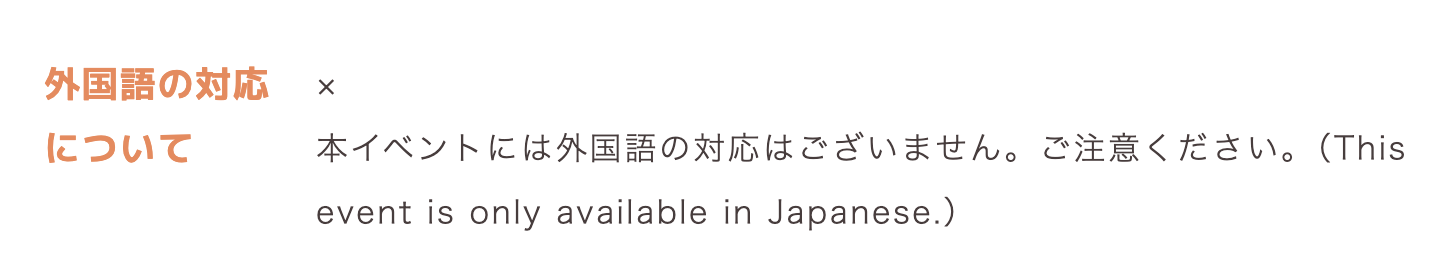 外国語の対応
について
×
本イベントには外国語の対応はございません。ご注意ください。（This
event is only available in Japanese.）